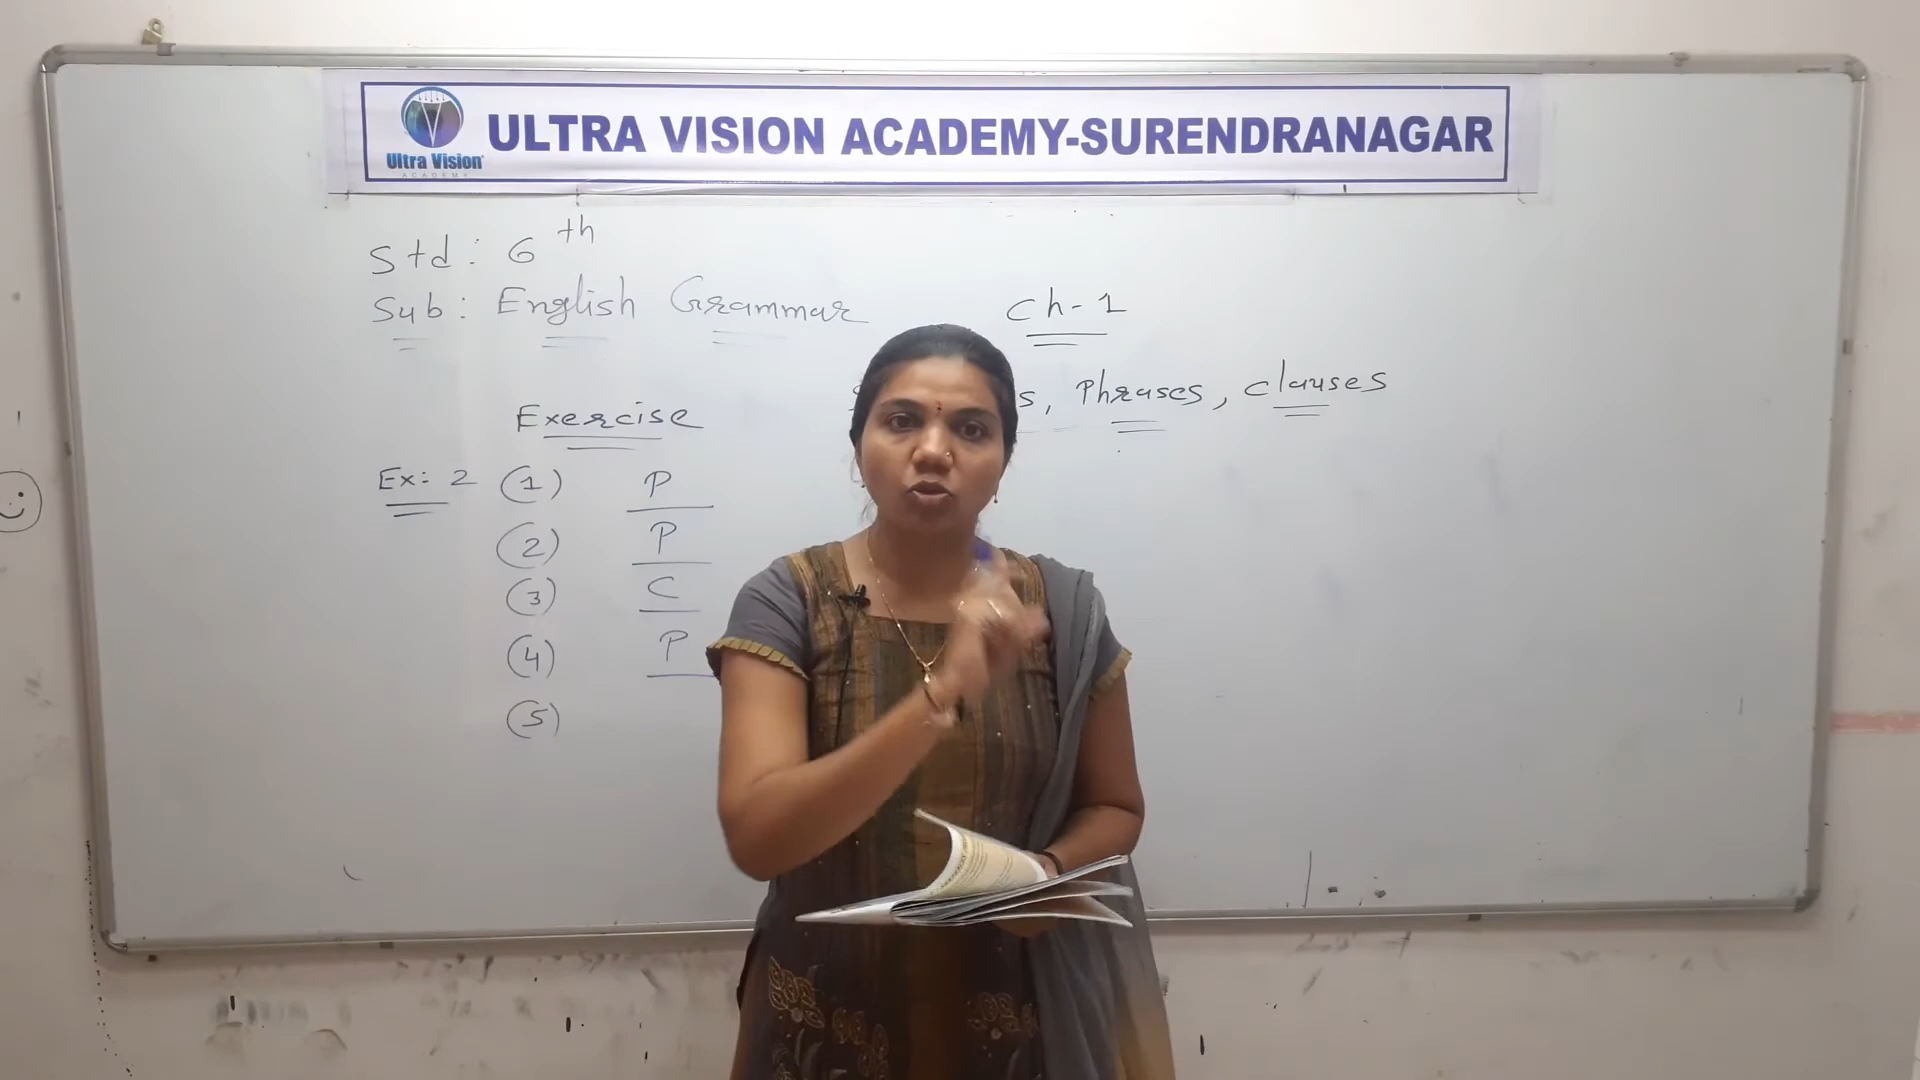 ULTRA VISION ACADEMY-SURENDRANAGAR
Ultra Vision
ACADEMY
Std: 6th
Sub: English Grammar
Ch-1
s, Phrases, Clauses
Exercise
Ex: 2 (1) P
(2) P
(3) C
(4) P
(5)